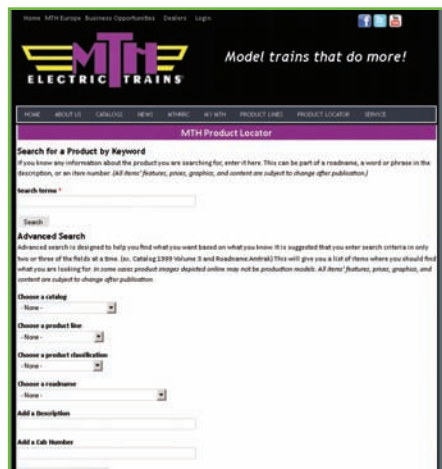 Home MTH Europe Business Opportunities Dealers Login
MTH
ELECTRIC TRAINS
Model trains that do more!
HOME ABOUT US CATALOGS NEWS MTHRRC MY MTH PRODUCT LINES PRODUCT LOCATOR SERVICE
MTH Product Locator
Search for a Product by Keyword
If you know any information about the product you are searching for, enter it here. This can be part of a roadname, a word or phrase in the
description, or an item number. (All items' features, prices, graphics, and content are subject to change after publication.)
Search terms *
Search
Advanced Search
Advanced search is designed to help you find what you want based on what you know. It is suggested that you enter search criteria in only
two or three of the fields at a time. (ex. Catalog:1999 Volume 3 and Roadname:Amtrak) This will give you a list of items where you should find
what you are looking for. In some cases product images depicted online may not be production models. All items' features, prices, graphics, and
content are subject to change after publication.
Choose a catalog
- None -
Choose a product line
- None -
Choose a product classification
- None -
Choose a roadname
- None -
Add a Description
Add a Cab Number